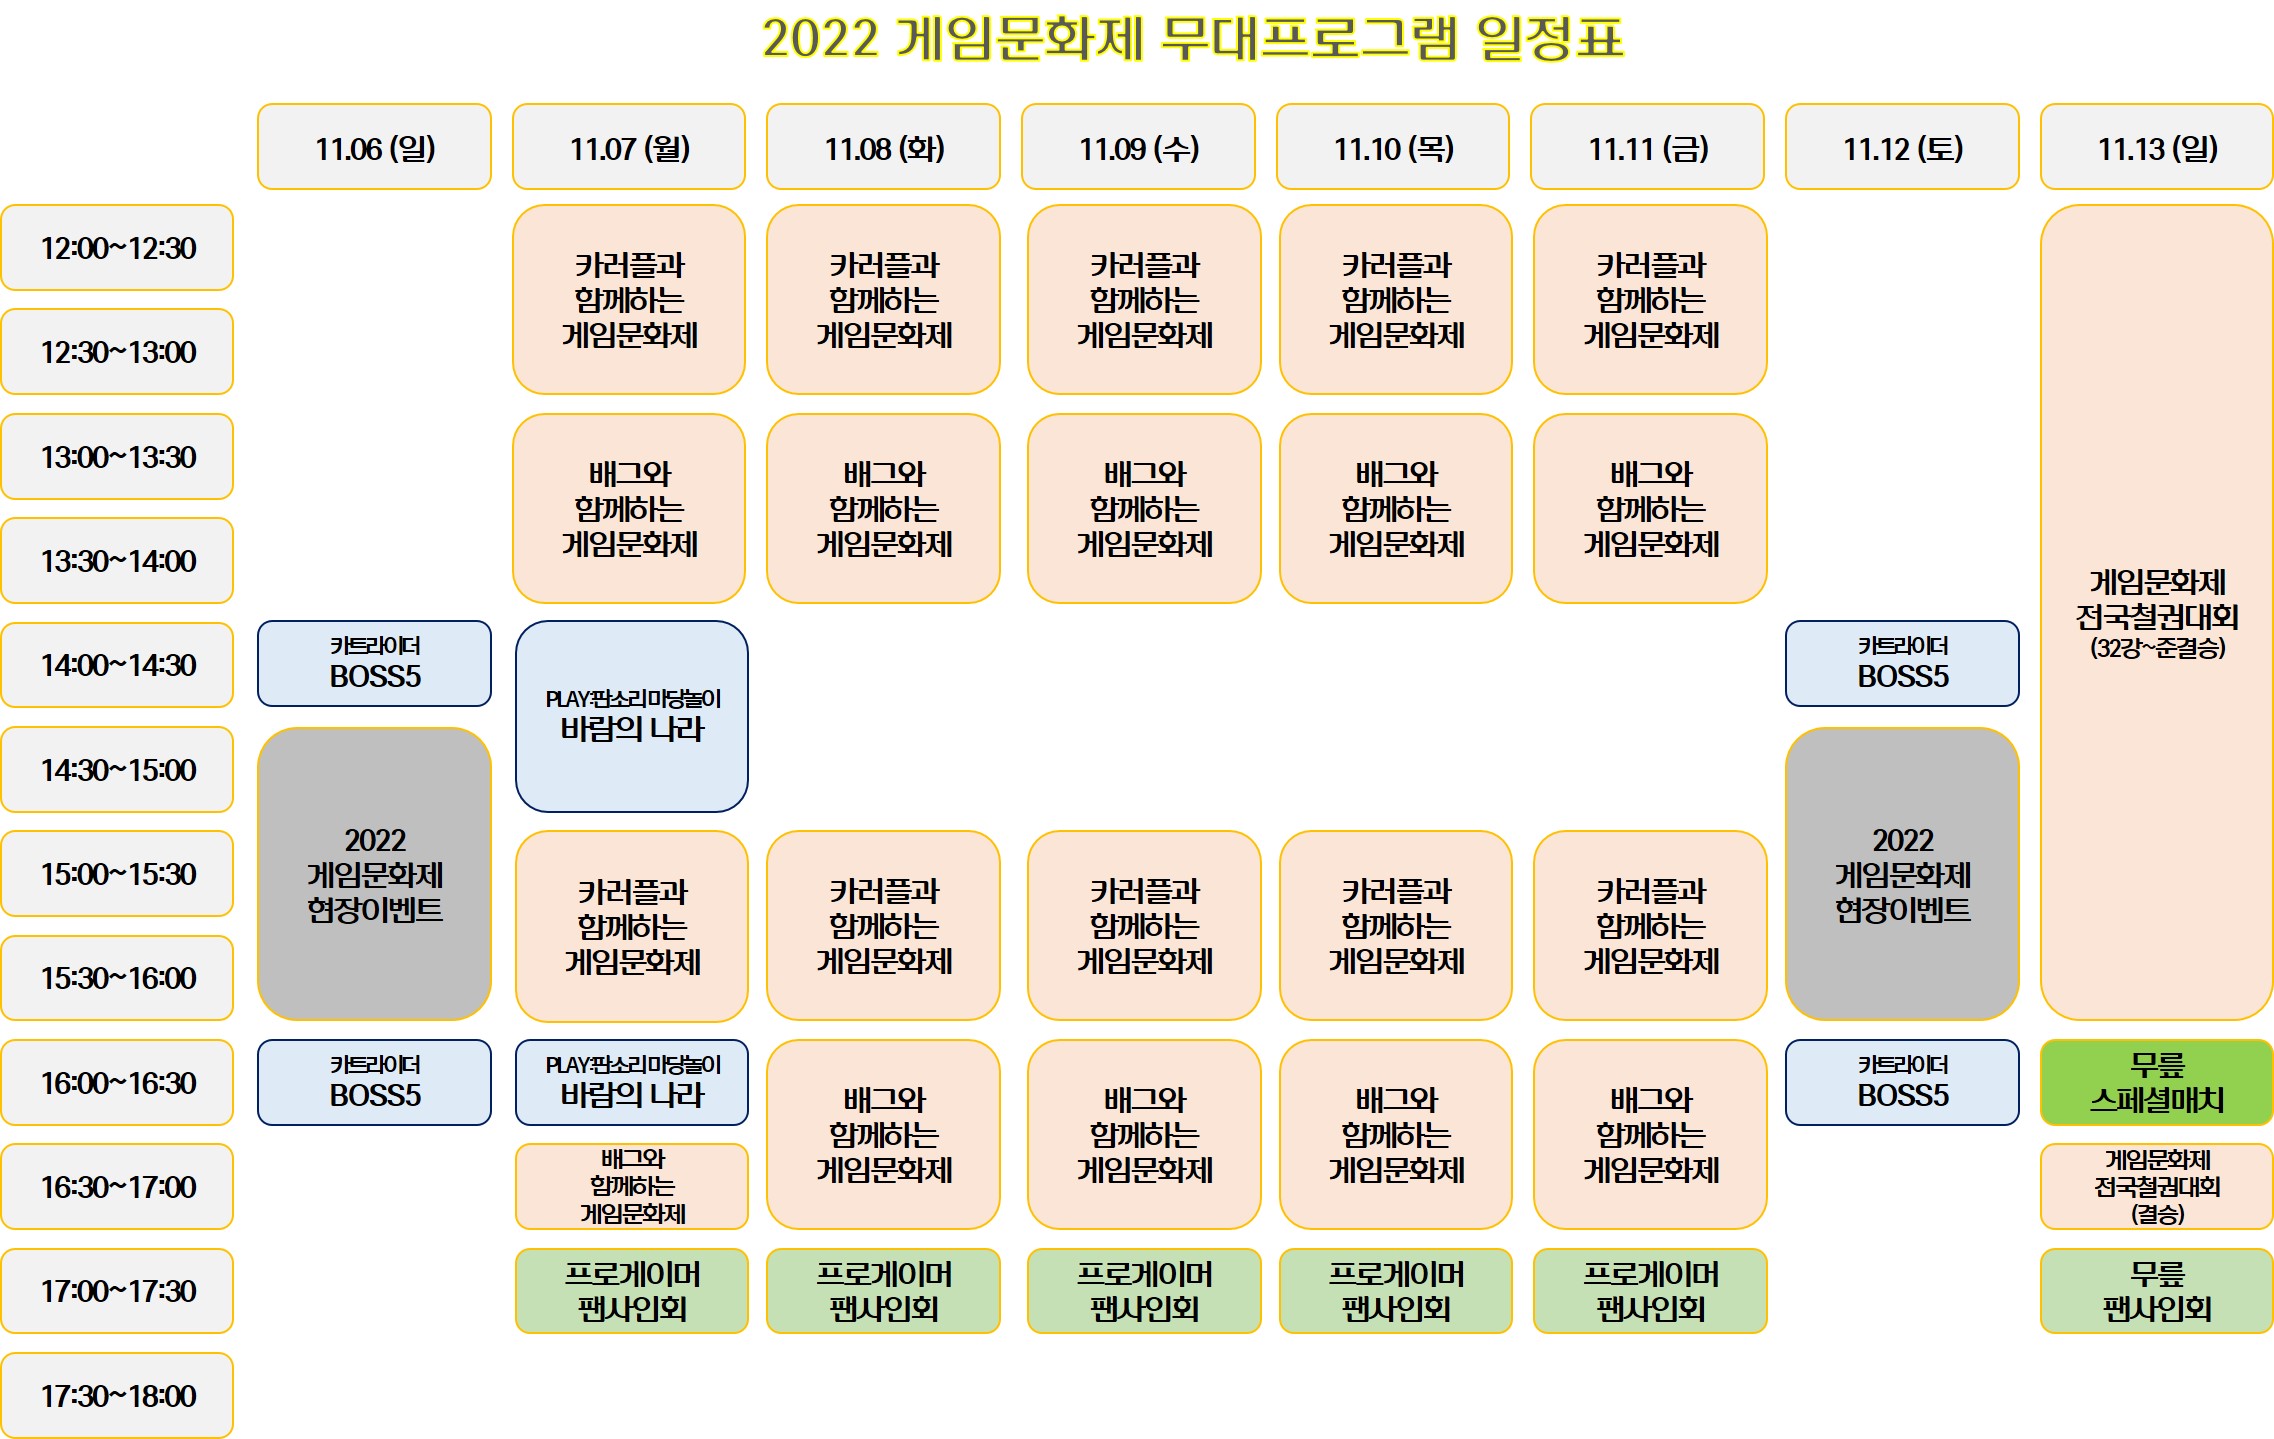 2022 게임문화제 무대프로그램 일정표
11.06 (일)
11.07 (월)
11.08 (화)
11.09 (수)
11.10 (목)
11.11 (금)
11.12 (토)
11.13 (일)
12:00~12:30
12:30~13:00
13:00~13:30
13:30~14:00
14:00~14:30
14:30~15:00
15:00~15:30
15:30~16:00
16:00~16:30
16:30~17:00
17:00~17:30
17:30~18:00
카트라이더
BOSS5
2022
게임문화제
현장이벤트
카트라이더
BOSS5
카러플과
함께하는
게임문화제
배그와
함께하는
게임문화제
PLAY:판소리 마당놀이
바람의 나라
카러플과
함께하는
게임문화제
PLAY:판소리 마당놀이
바람의 나라
배그와
함께하는
게임문화제
프로게이머
팬사인회
카러플과
함께하는
게임문화제
배그와
함께하는
게임문화제
카러플과
함께하는
게임문화제
배그와
함께하는
게임문화제
프로게이머
팬사인회
카러플과
함께하는
게임문화제
배그와
함께하는
게임문화제
카러플과
함께하는
게임문화제
배그와
함께하는
게임문화제
프로게이머
팬사인회
카러플과
함께하는
게임문화제
배그와
함께하는
게임문화제
카러플과
함께하는
게임문화제
배그와
함께하는
게임문화제
프로게이머
팬사인회
카러플과
함께하는
게임문화제
배그와
함께하는
게임문화제
카러플과
함께하는
게임문화제
배그와
함께하는
게임문화제
프로게이머
팬사인회
카트라이더
BOSS5
2022
게임문화제
현장이벤트
카트라이더
BOSS5
게임문화제
전국철권대회
(32강~준결승)
무릎
스페셜매치
게임문화제
전국철권대회
(결승)
무릎
팬사인회